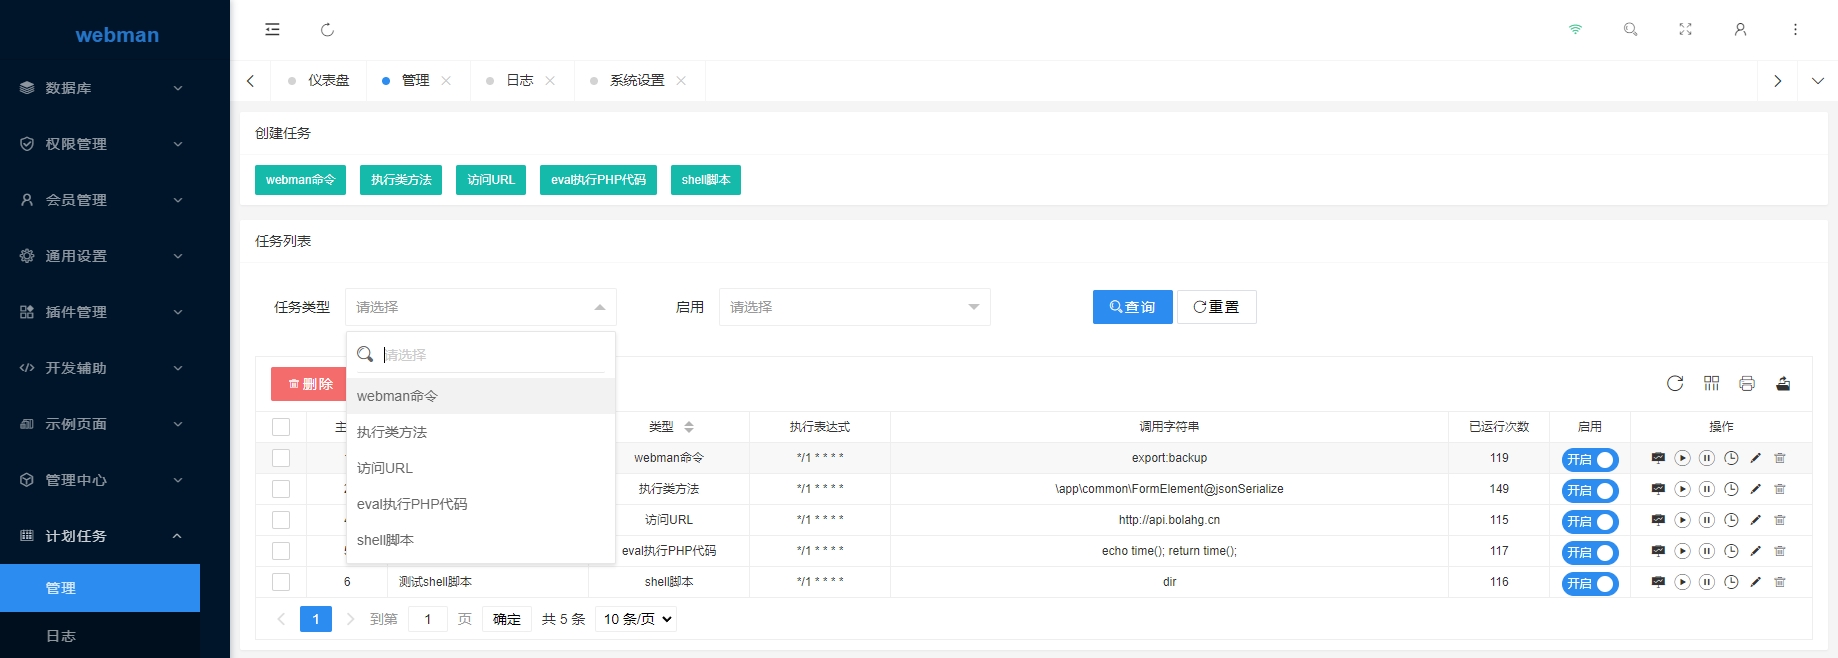 webman
数据库
权限管理
会员管理
通用设置
插件管理
开发辅助
示例页面
管理中心
计划任务
管理
日志
仪表盘 管理 日志 系统设置
创建任务
webman命令 执行类方法 访问URL eval执行PHP代码 shell脚本
任务列表
任务类型 请选择 启用 请选择 查询 重置
请选择
webman命令
执行类方法
访问URL
eval执行PHP代码
shell脚本
删除
主 类型 执行表达式 调用字符串 已运行次数 启用 操作
webman命令 */1 * * * * export:backup 119 开启
执行类方法 */1 * * * * \app\common\FormElement@jsonSerialize 149 开启
访问URL */1 * * * * http://api.bolahg.cn 115 开启
eval执行PHP代码 */1 * * * * echo time(); return time(); 117 开启
6 测试shell脚本 shell脚本 */1 * * * * dir 116 开启
1 到第 1 页 确定 共 5 条 10 条/页